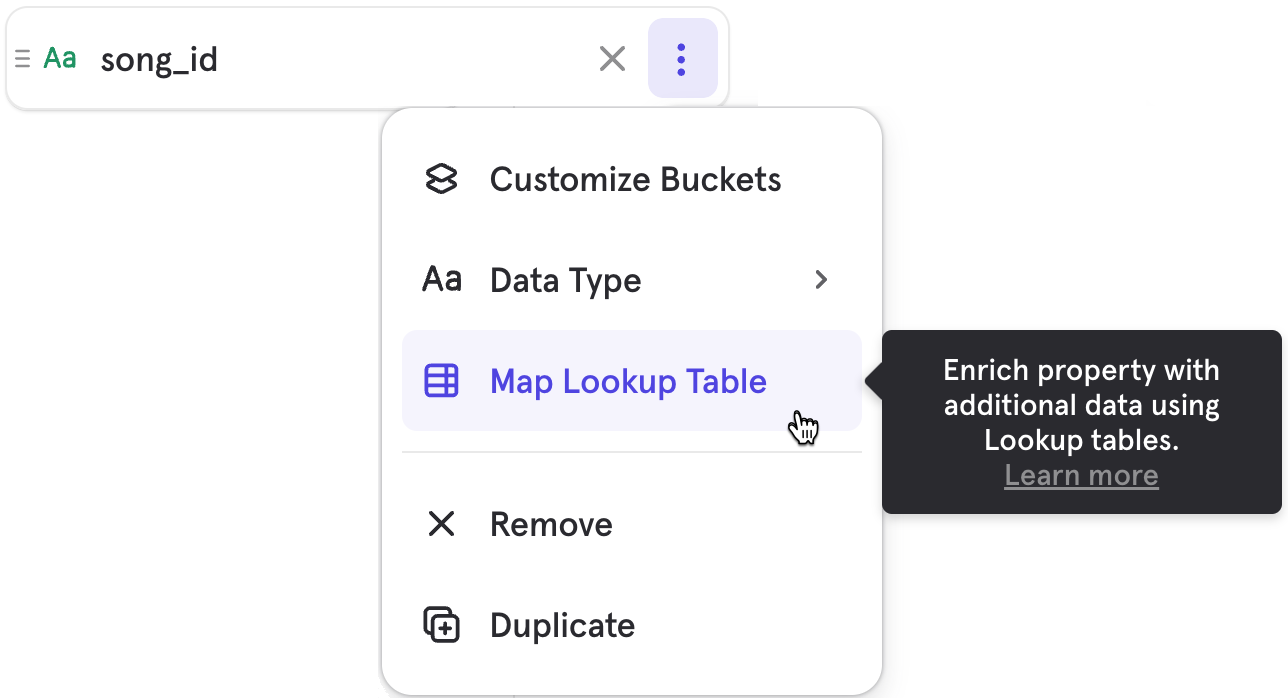 Aa song_id
Customize Buckets
Aa Data Type
Map Lookup Table
Enrich property with
additional data using
Lookup tables.
Learn more
Remove
Duplicate